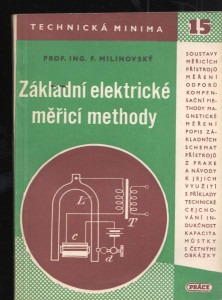 TECHNICKÁ MINIMA
15
PROF. ING. F. MILINOVSKÝ
Základní elektrické
měřicí methody
SOUSTAVY
MĚŘICÍCH
PŘÍSTROJŮ
MĚŘENÍ
ODPORŮ
KOMPEN-
SAČNÍ ME-
THODY MA-
GNETICKÉ
MĚŘENÍ
POPIS ZÁ-
KLADNÍCH
SCHEMAT
PŘÍSTROJŮ
Z PRAXE
A NÁVODY
K JEJICH
VYUŽITÍ
S PŘÍKLADY
TECHNICKÉ
CEJCHO-
VÁNÍ IN-
DUKČNOST
KAPACITA
MŮSTKY
S ČETNÝMI
OBRÁZKY
L
T
c
d
PRÁCE